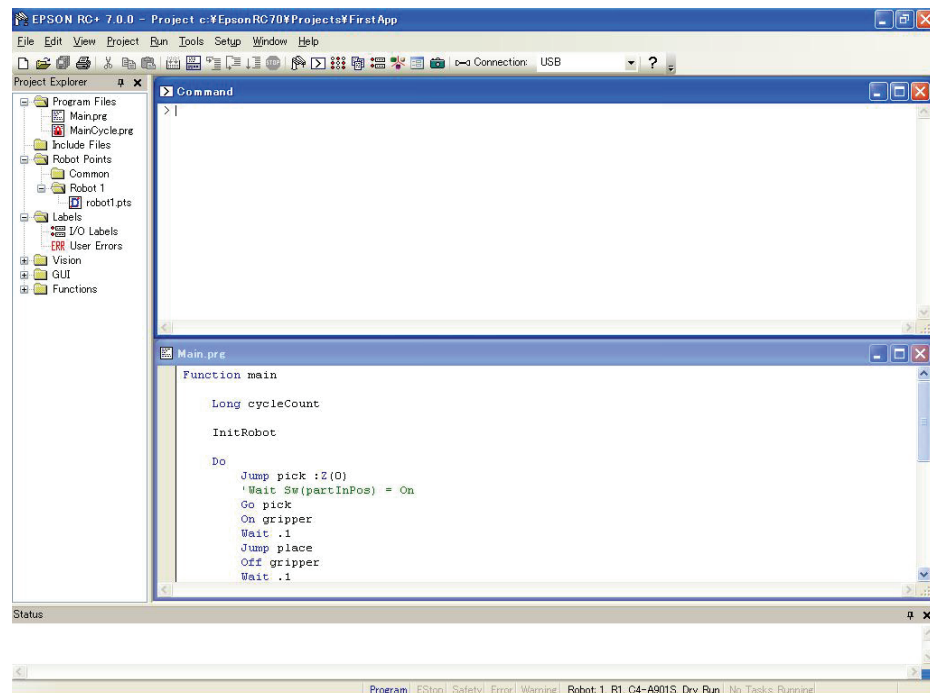 EPSON RC+ 7.0.0 - Project c:¥EpsonRC70¥Projects¥FirstApp
File Edit View Project Run Tools Setup Window Help
Connection: USB
Project Explorer
Program Files
Main.prg
MainCycle.prg
Include Files
Robot Points
Common
Robot 1
robot1.pts
Labels
I/O Labels
ERR User Errors
Vision
GUI
Functions
Command
>
Main.prg
Function main
Long cycleCount
InitRobot
Do
Jump pick :Z(0)
'Wait Sw(partInPos) = On
Go pick
On gripper
Wait .1
Jump place
Off gripper
Wait .1
Status
Program EStop Safety Error Warning Robot: 1, R1, C4-A901S, Dry Run No Tasks Running